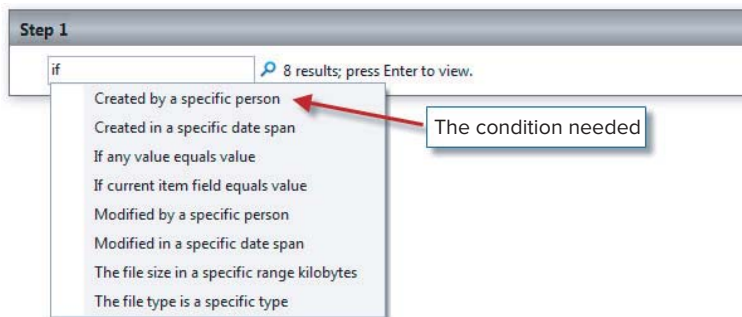 Step 1
if
8 results; press Enter to view.
Created by a specific person
Created in a specific date span
The condition needed
If any value equals value
If current item field equals value
Modified by a specific person
Modified in a specific date span
The file size in a specific range kilobytes
The file type is a specific type